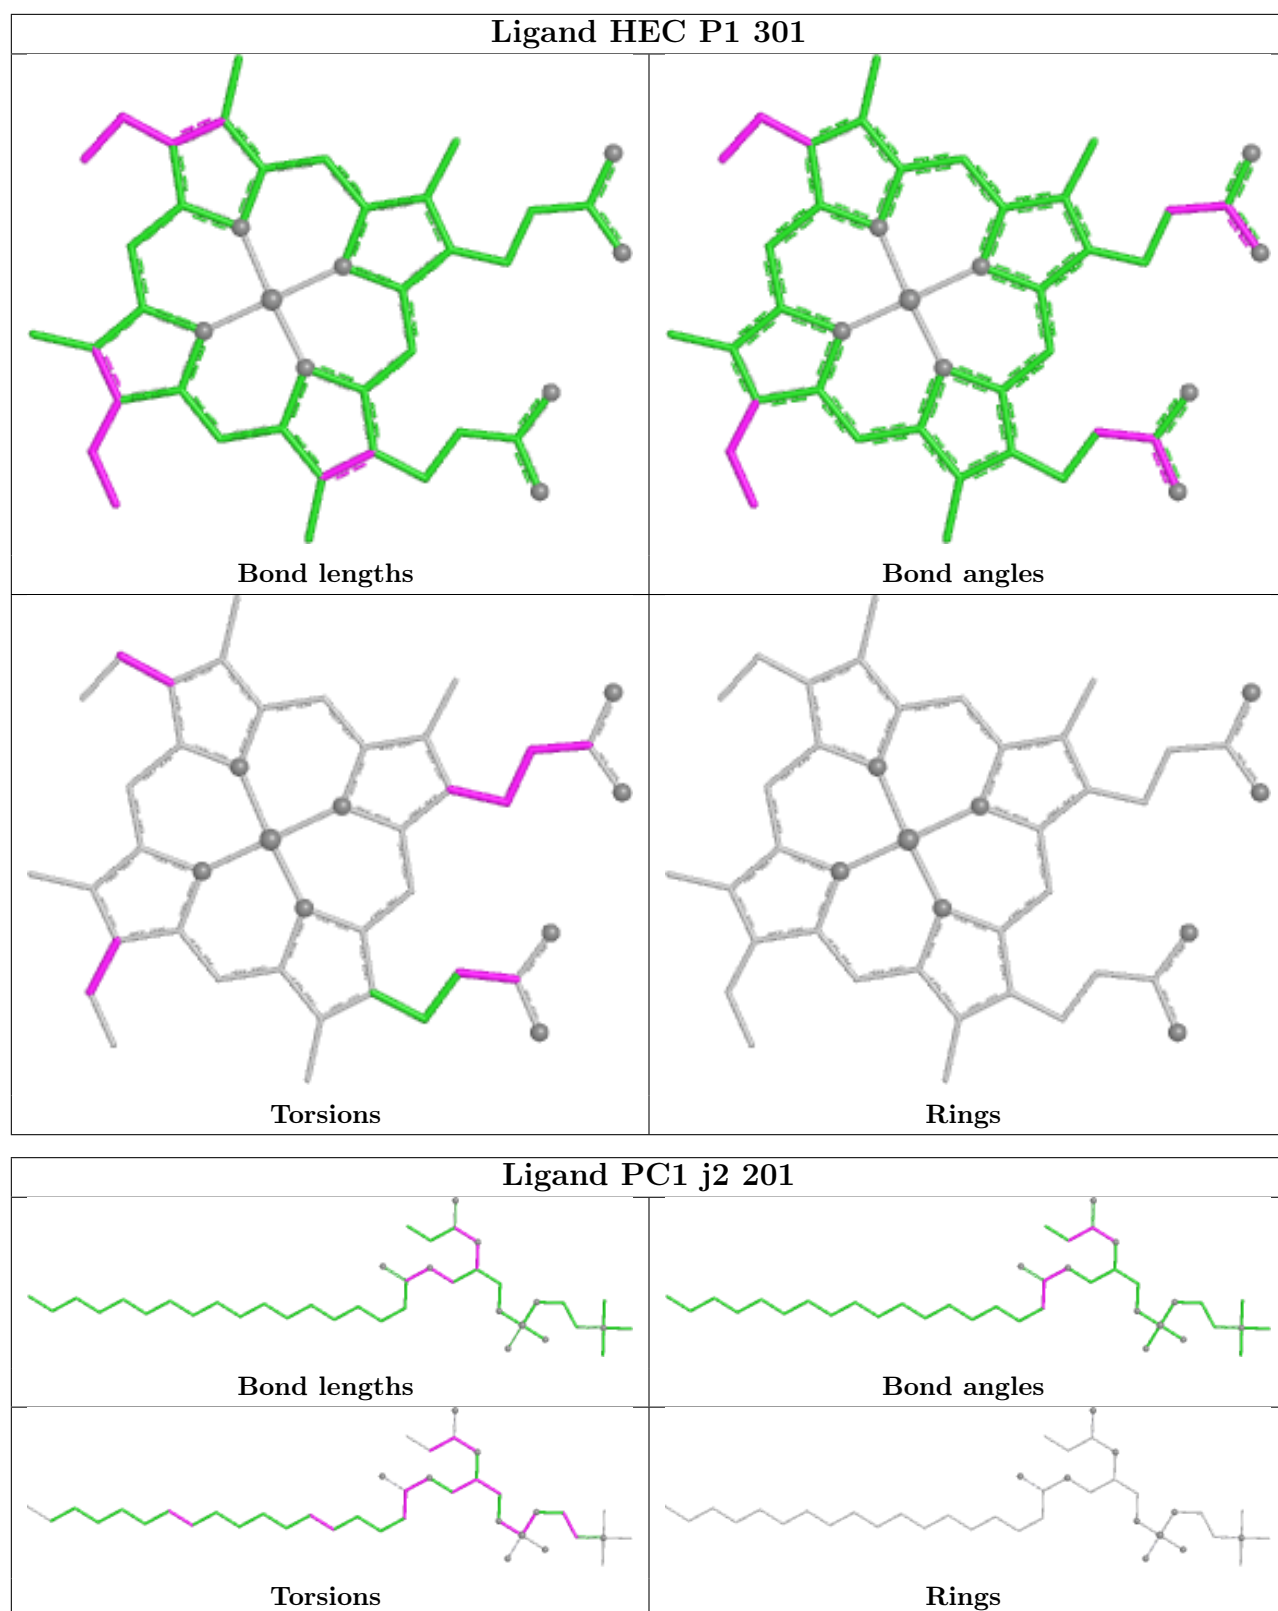 Ligand HEC P1 301
Bond lengths
Bond angles
Torsions
Rings
Ligand PC1 j2 201
Bond lengths
Bond angles
Torsions
Rings